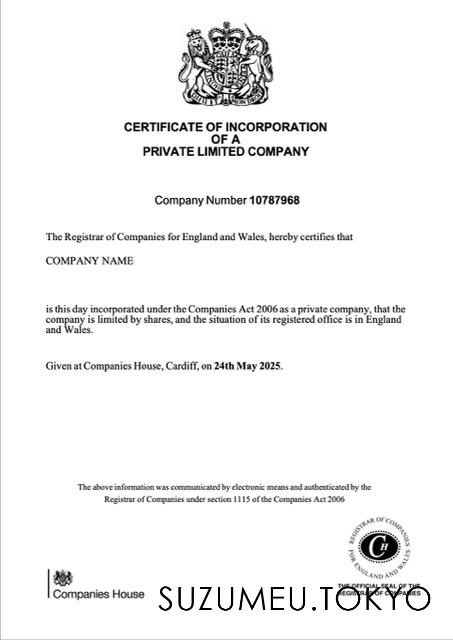 CERTIFICATE OF INCORPORATION
OF A
PRIVATE LIMITED COMPANY
Company Number 10787968
The Registrar of Companies for England and Wales, hereby certifies that
COMPANY NAME
is this day incorporated under the Companies Act 2006 as a private company, that the
company is limited by shares, and the situation of its registered office is in England
and Wales.
Given at Companies House, Cardiff, on 24th May 2025.
The above information was communicated by electronic means and authenticated by the
Registrar of Companies under section 1115 of the Companies Act 2006
REGISTRAR OF COMPANIES
FOR ENGLAND AND WALES
CH
THE OFFICIAL SEAL OF THE
REGISTRAR OF COMPANIES
Companies House
SUZUMEU.TOKYO